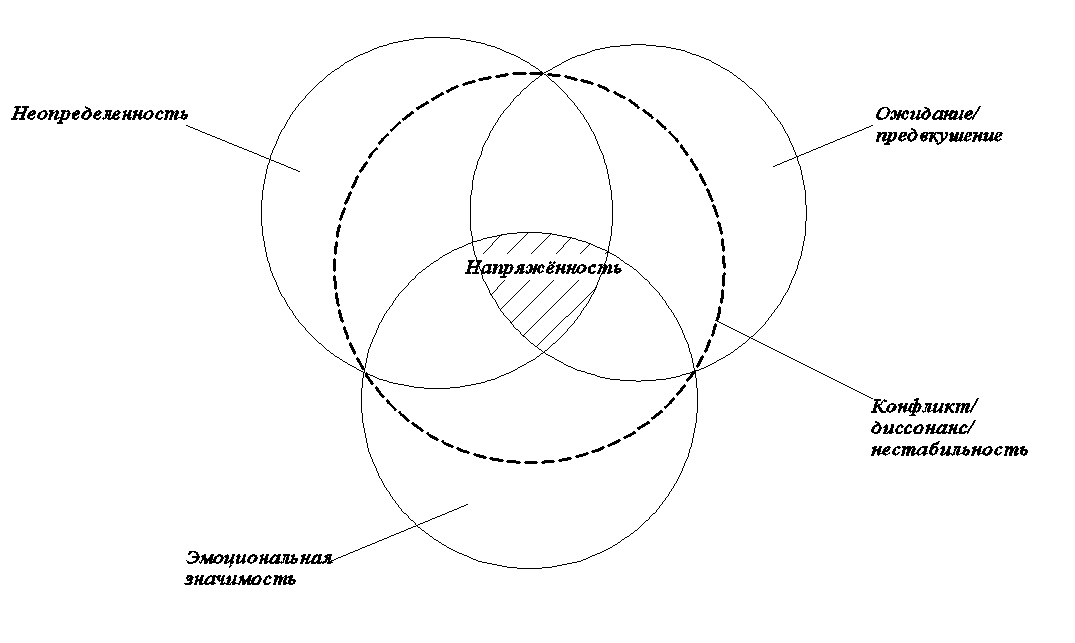 Неопределенность
Ожидание/
предвкушение
Напряжённость
Конфликт/
диссонанс/
нестабильность
Эмоциональная
значимость